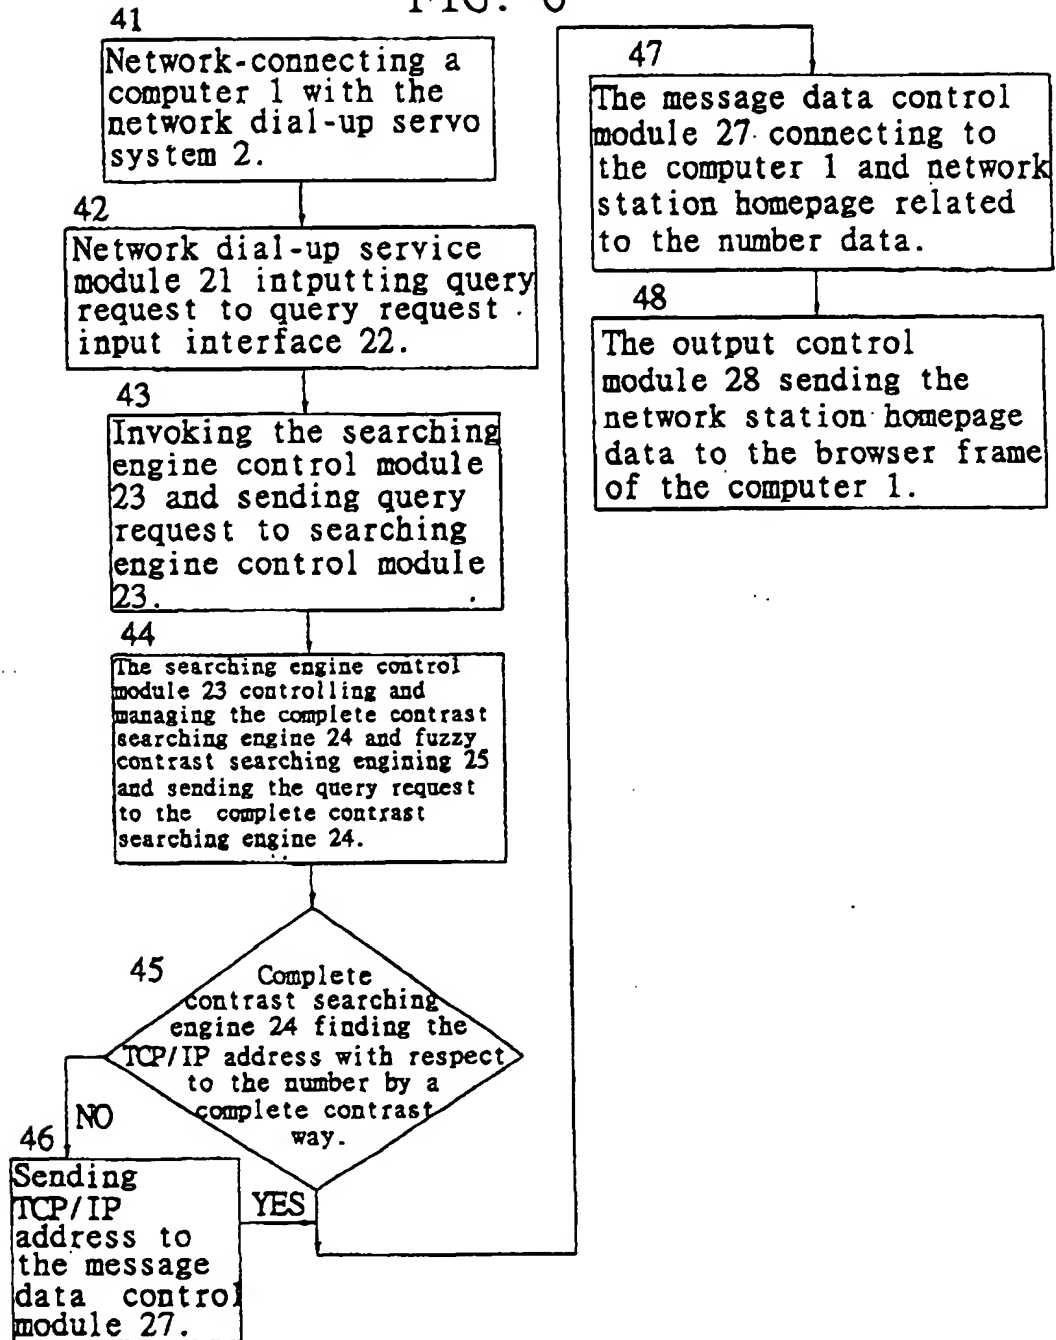 FIG. 6
41
Network-connecting a
computer 1 with the
network dial-up servo
system 2.
42
Network dial-up service
module 21 intputting query
request to query request
input interface 22.
43
Invoking the searching
engine control module
23 and sending query
request to searching
engine control module
23.
44
The searching engine control
module 23 controlling and
managing the complete contrast
searching engine 24 and fuzzy
contrast searching engining 25
and sending the query request
to the complete contrast
searching engine 24.
45
Complete
contrast searching
engine 24 finding the
TCP/IP address with respect
to the number by a
complete contrast
way.
NO
46
Sending
TCP/IP
address to
the message
data control
module 27.
YES
47
The message data control
module 27 connecting to
the computer 1 and network
station homepage related
to the number data.
48
The output control
module 28 sending the
network station homepage
data to the browser frame
of the computer 1.